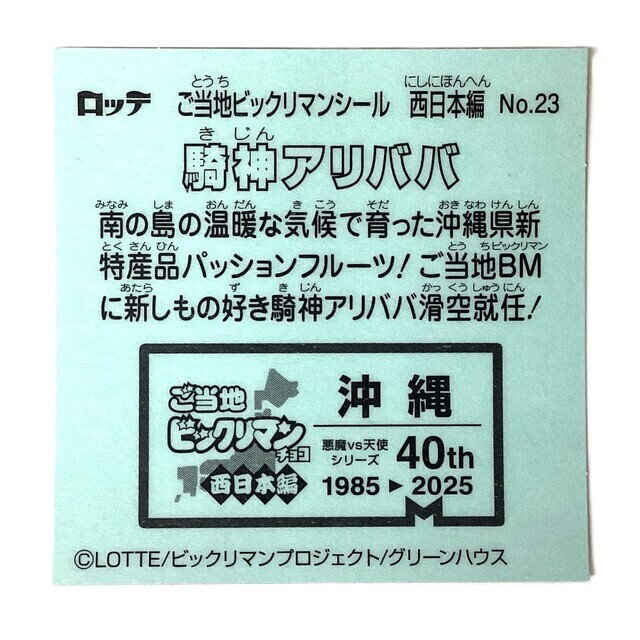 ロッテ ご当地ビックリマンシール 西日本編 No.23
騎神アリババ
南の島の温暖な気候で育った沖縄県新
特産品パッションフルーツ！ご当地BM
に新しもの好き騎神アリババ滑空就任！
ご当地
ビックリマン
チョコ
西日本編
沖縄
悪魔vs天使
シリーズ
40th
1985▶2025
©LOTTE/ビックリマンプロジェクト/グリーンハウス